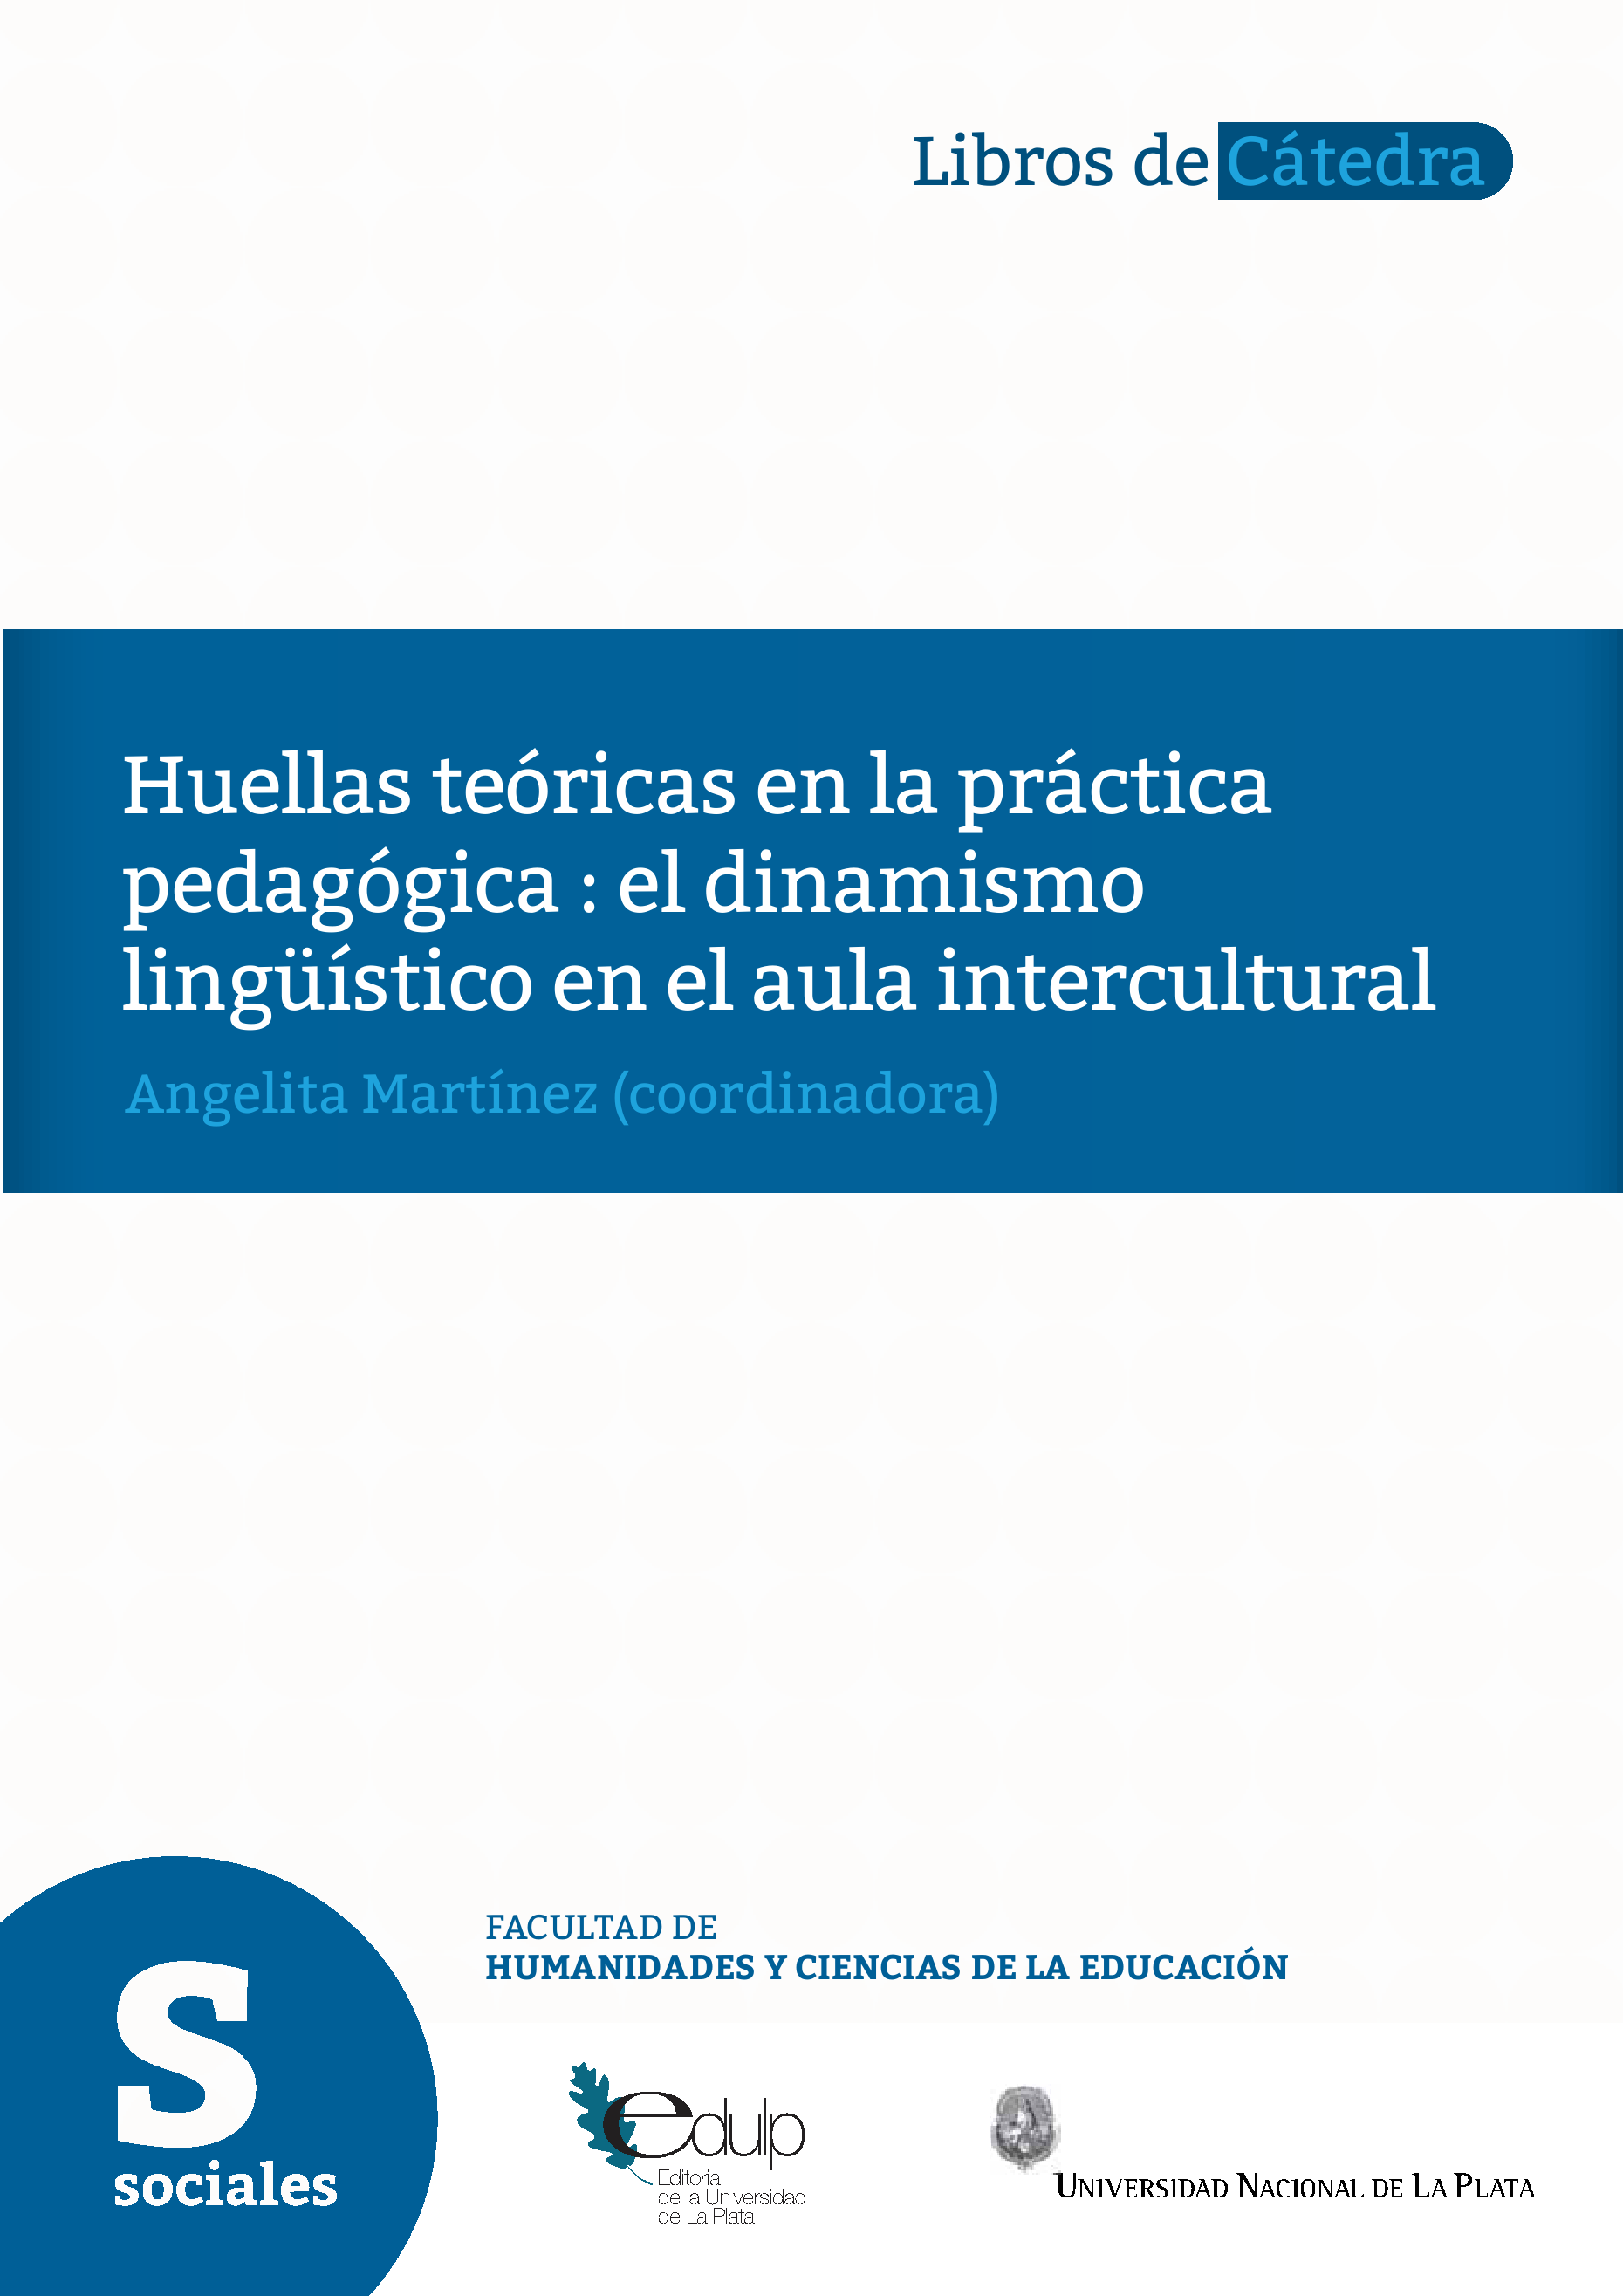 Libros de Cátedra
Huellas teóricas en la práctica
pedagógica : el dinamismo
lingüístico en el aula intercultural
Angelita Martínez (coordinadora)
FACULTAD DE
HUMANIDADES Y CIENCIAS DE LA EDUCACIÓN
S
sociales
edulp
Editorial
de la Universidad
de La Plata
UNIVERSIDAD NACIONAL DE LA PLATA